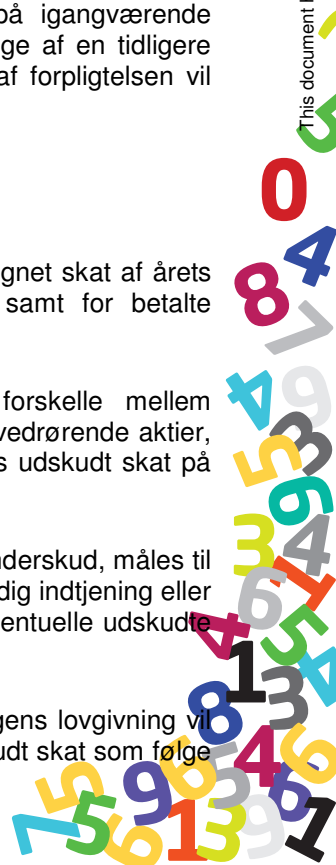 på igangværende
ge af en tidligere
af forpligtelsen vil
This document
gnet skat af årets
samt for betalte
forskelle mellem
vedrørende aktier,
s udskudt skat på
nderskud, måles til
dig indtjening eller
entuelle udskudte
gens lovgivning vil
udt skat som følge